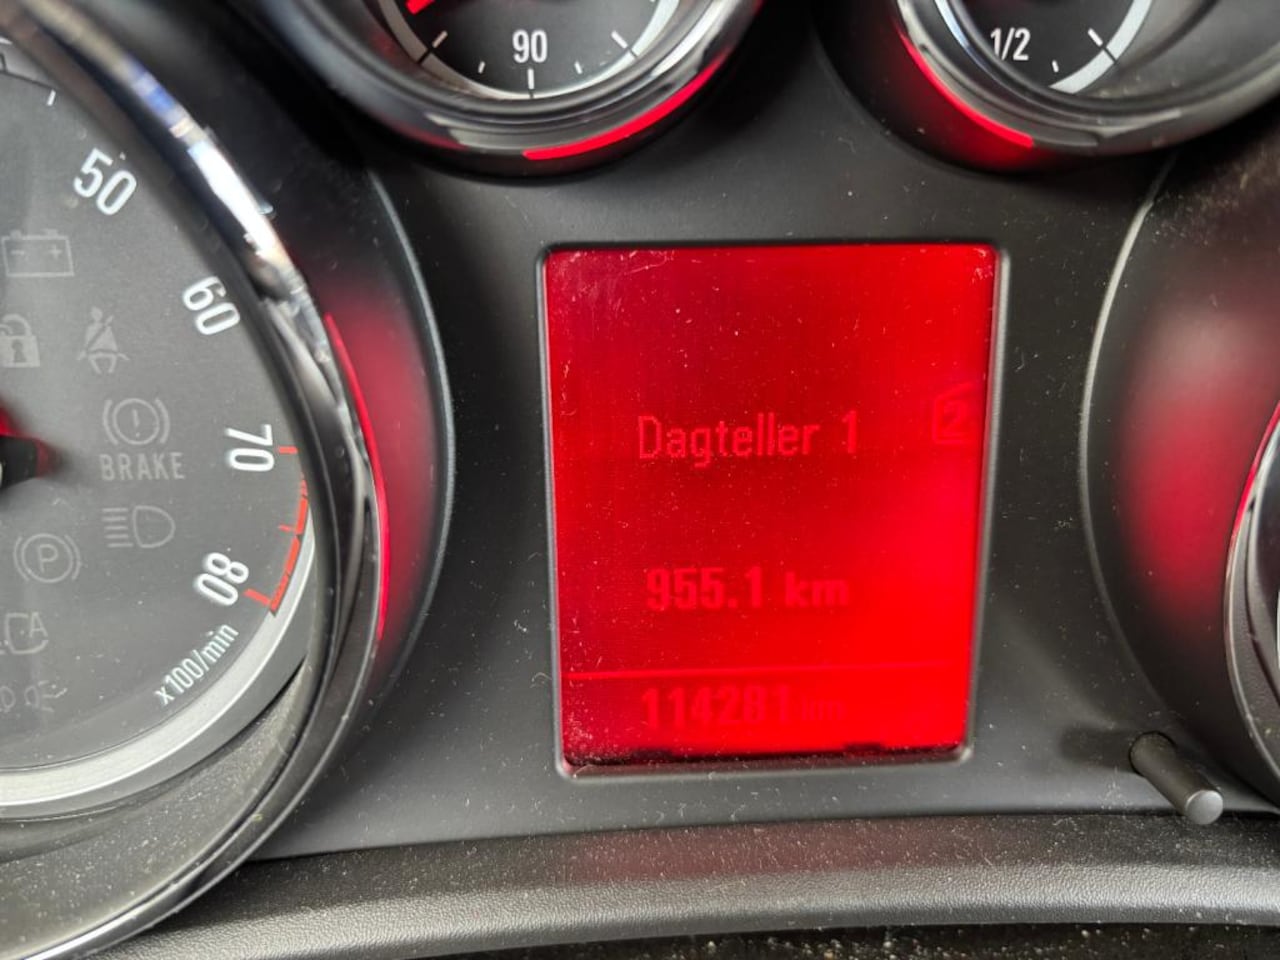 90
1/2
50
60
70
80
x100/min
BRAKE
P
A
Dagteller 1
2
955.1 km
114281 km